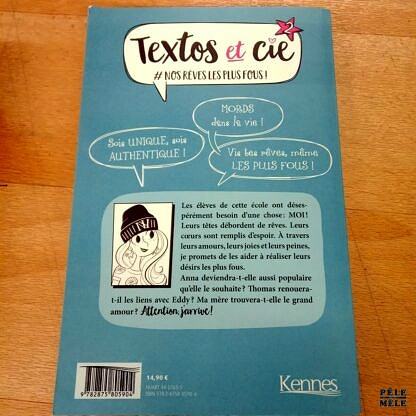 Textos et cie
2
# NOS RÊVES LES PLUS FOUS !
MORDS
dans la vie !
Sois UNIQUE, sois
AUTHENTIQUE !
Vis tes rêves, même
LES PLUS FOUS !
Les élèves de cette école ont déses-
pérément besoin d'une chose : MOI !
Leurs têtes débordent de rêves. Leurs
cœurs sont remplis d'espoir. À travers
leurs amours, leurs joies et leurs peines,
je promets de les aider à réaliser leurs
désirs les plus fous.
Anna deviendra-t-elle aussi populaire
qu'elle le souhaite ? Thomas renouera-
t-il les liens avec Eddy ? Ma mère trouvera-t-elle le grand
amour ? Attention, j'arrive !
14,90 €
9 782875 805904
Kennes
PÊLE
MÊLE